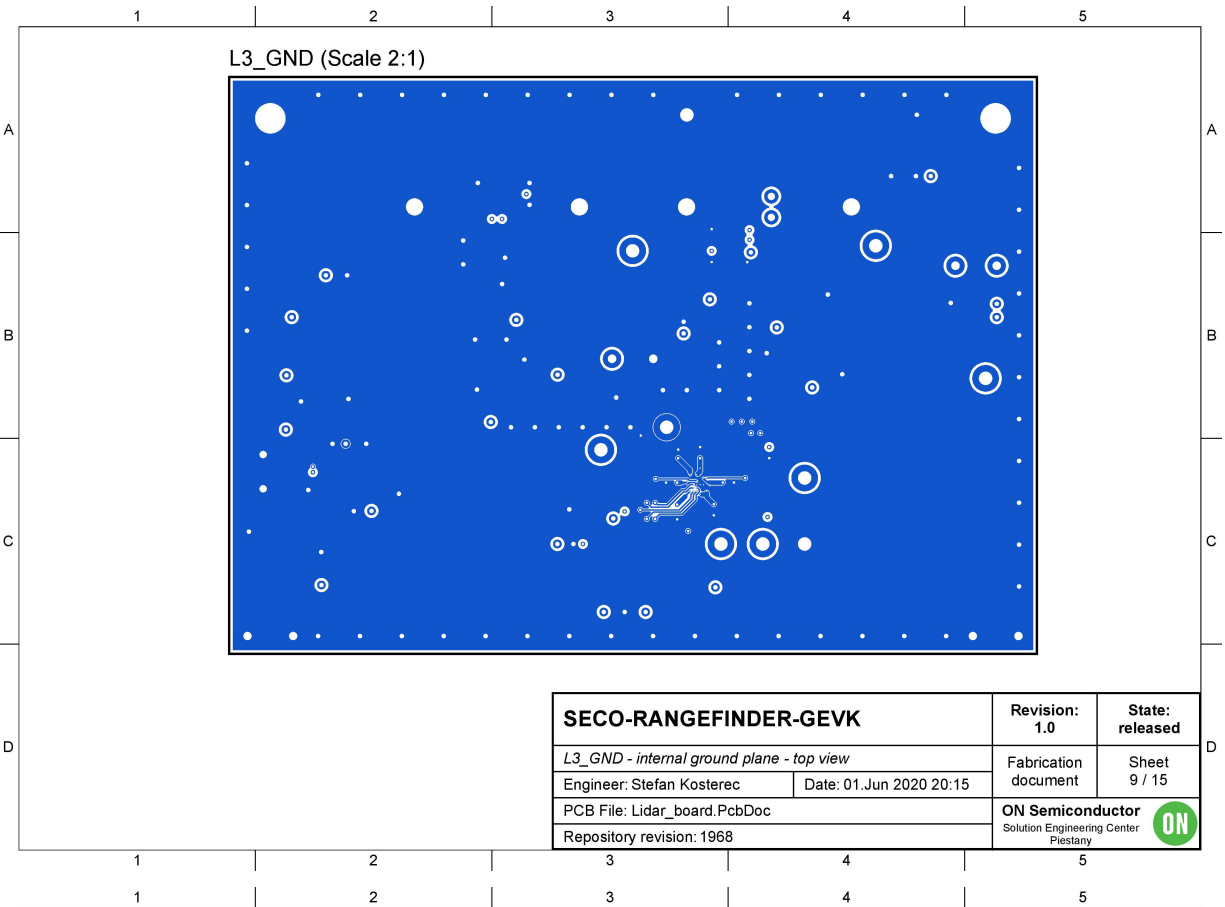 1 2 3 4 5
L3_GND (Scale 2:1)
A A
B B
C C
D D
SECO-RANGEFINDER-GEVK
Revision:
1.0
State:
released
L3_GND - internal ground plane - top view
Fabrication
document
Sheet
9 / 15
Engineer: Stefan Kosterec
Date: 01.Jun 2020 20:15
PCB File: Lidar_board.PcbDoc
Repository revision: 1968
ON Semiconductor
Solution Engineering Center
Piestany
ON
1 2 3 4 5
1 2 3 4 5